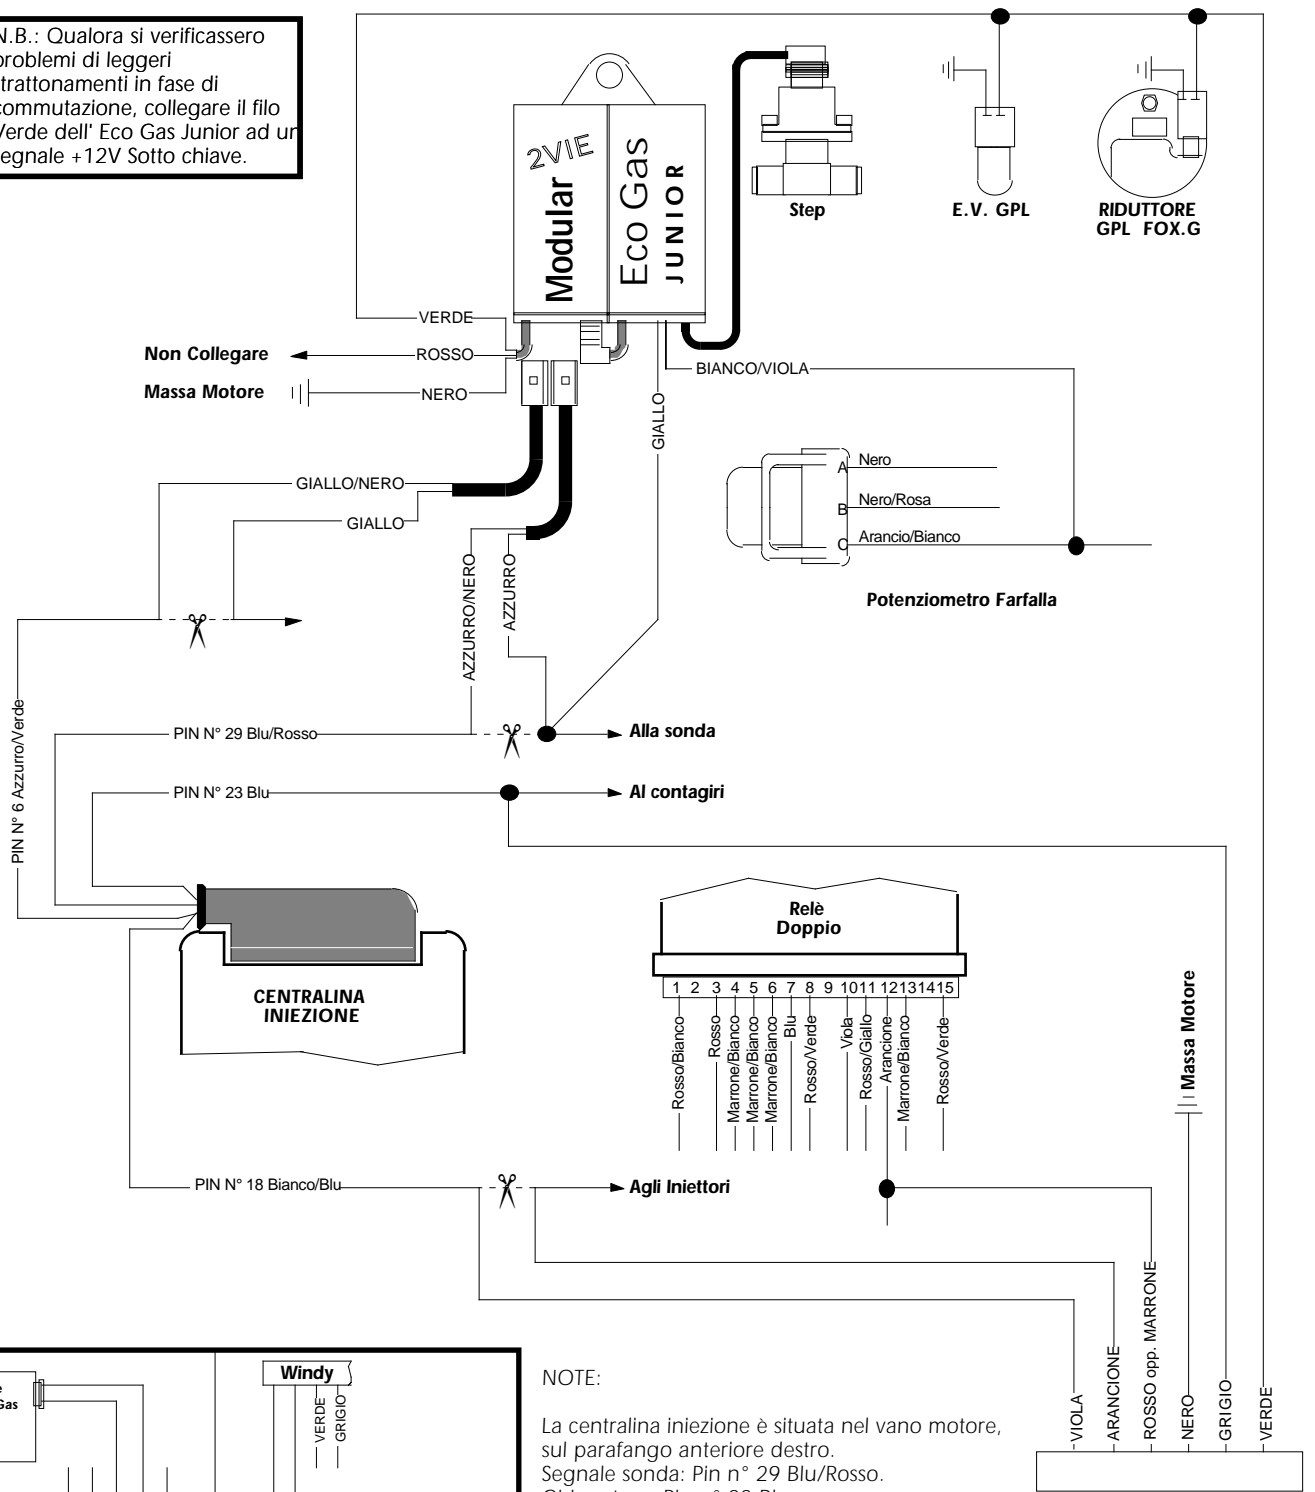 N.B.: Qualora si verificassero
problemi di leggeri
trattonamenti in fase di
commutazione, collegare il filo
Verde dell' Eco Gas Junior ad un
segnale +12V Sotto chiave.
2VIE
Modular
Eco Gas
JUNIOR
Step
E.V. GPL
RIDUTTORE
GPL FOX.G
VERDE
Non Collegare
ROSSO
Massa Motore
NERO
BIANCO/VIOLA
GIALLO
GIALLO/NERO
GIALLO
AZZURRO/NERO
AZZURRO
A Nero
B Nero/Rosa
C Arancio/Bianco
Potenziometro Farfalla
PIN N° 6 Azzurro/Verde
PIN N° 29 Blu/Rosso
Alla sonda
PIN N° 23 Blu
Al contagiri
CENTRALINA
INIEZIONE
Relè
Doppio
1 2 3 4 5 6 7 8 9 10 11 12 13 14 15
Rosso/Bianco
Rosso
Marrone/Bianco
Marrone/Bianco
Marrone/Bianco
Blu
Rosso/Verde
Viola
Rosso/Giallo
Arancione
Marrone/Bianco
Rosso/Verde
Massa Motore
PIN N° 18 Bianco/Blu
Agli Iniettori
VIOLA
ARANCIONE
ROSSO opp. MARRONE
NERO
GRIGIO
VERDE
Windy
VERDE
GRIGIO
Gas
NOTE:
La centralina iniezione è situata nel vano motore,
sul parafango anteriore destro.
Segnale sonda: Pin n° 29 Blu/Rosso.